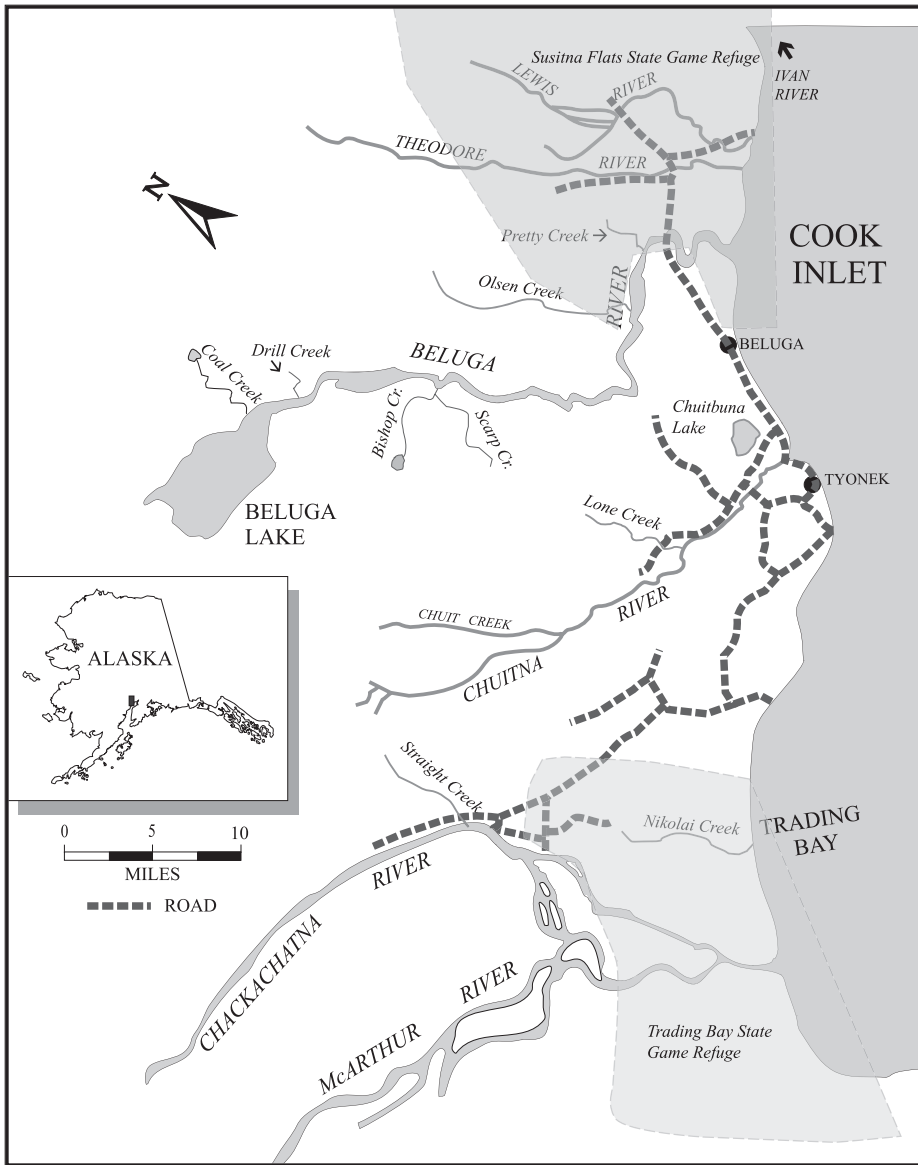 Susitna Flats State Game Refuge
IVAN
RIVER
LEWIS
RIVER
THEODORE
RIVER
N
Pretty Creek
COOK
INLET
Olsen Creek
RIVER
BELUGA
Drill Creek
BELUGA
Coal Creek
Bishop Cr.
Scarp Cr.
Chuitbuna
Lake
TYONEK
BELUGA
LAKE
Lone Creek
RIVER
CHUIT CREEK
CHUITNA
ALASKA
Straight Creek
0 5 10
MILES
ROAD
Nikolai Creek
TRADING
BAY
RIVER
CHACKACHATNA
RIVER
McARTHUR
Trading Bay State
Game Refuge